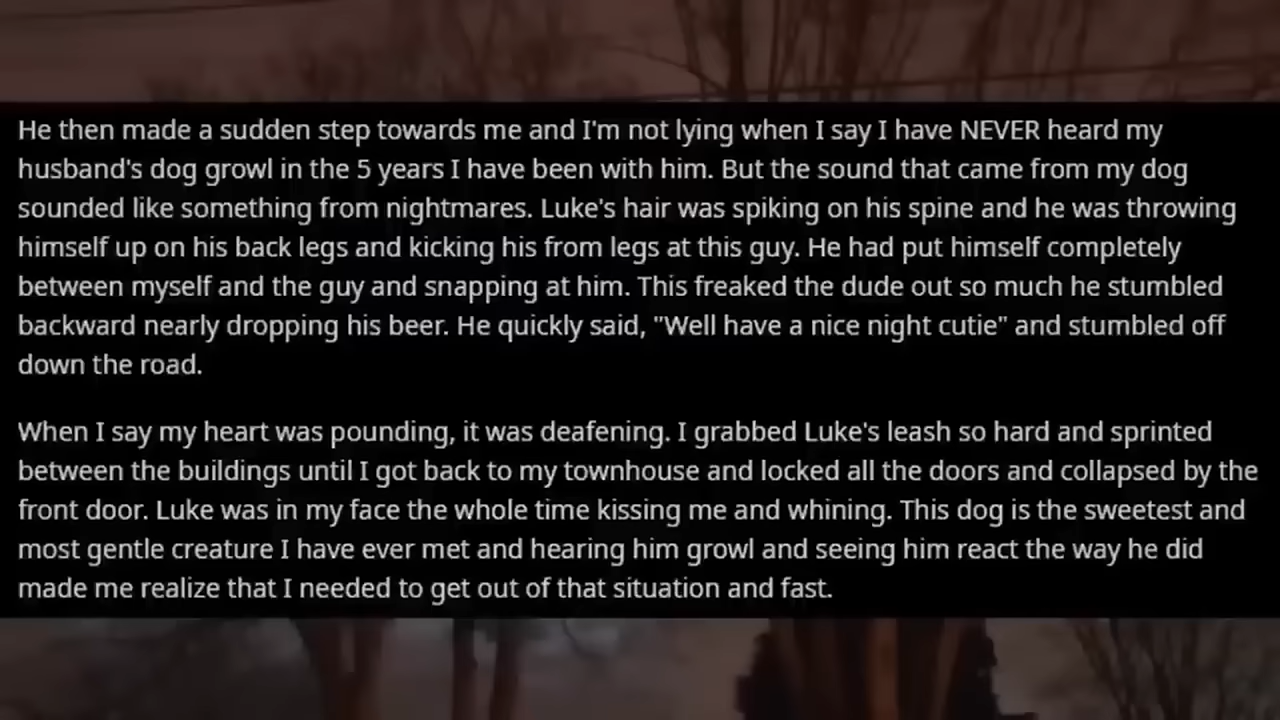 He then made a sudden step towards me and I'm not lying when I say I have NEVER heard my
husband's dog growl in the 5 years I have been with him. But the sound that came from my dog
sounded like something from nightmares. Luke's hair was spiking on his spine and he was throwing
himself up on his back legs and kicking his from legs at this guy. He had put himself completely
between myself and the guy and snapping at him. This freaked the dude out so much he stumbled
backward nearly dropping his beer. He quickly said, "Well have a nice night cutie" and stumbled off
down the road.
When I say my heart was pounding, it was deafening. I grabbed Luke's leash so hard and sprinted
between the buildings until I got back to my townhouse and locked all the doors and collapsed by the
front door. Luke was in my face the whole time kissing me and whining. This dog is the sweetest and
most gentle creature I have ever met and hearing him growl and seeing him react the way he did
made me realize that I needed to get out of that situation and fast.